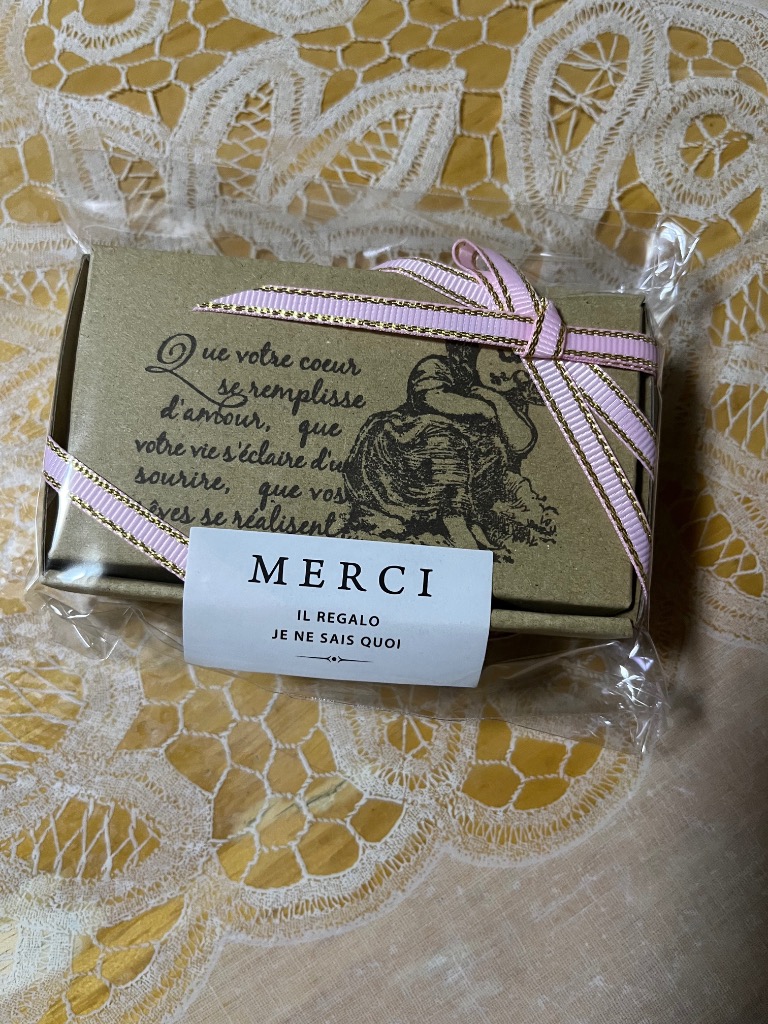 Que votre coeur
se remplisse
d'amour, que
votre vie s'éclaire d'u
sourire, que vos
êves se réalisent
MERCI
IL REGALO
JE NE SAIS QUOI